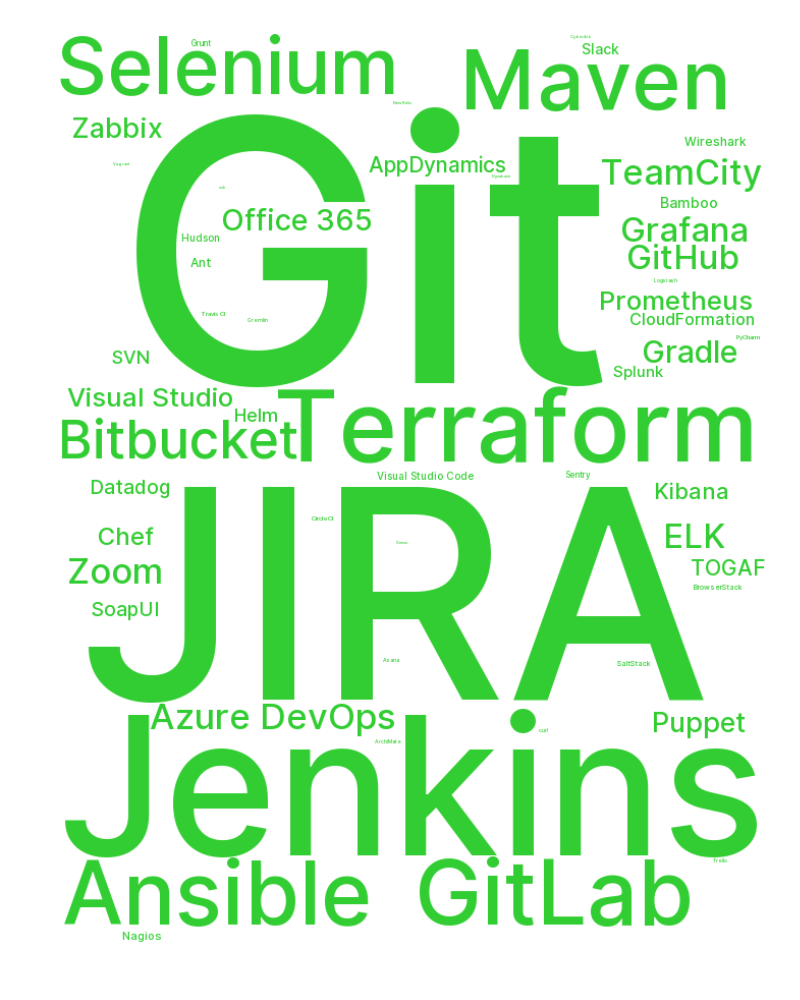 Selenium
Grunt
Slack
Maven
New Relic
Zabbix
AppDynamics
Wireshark
TeamCity
Git
Bamboo
Office 365
Grafana
Hudson
GitHub
Ant
Logstash
Prometheus
Travis CI
Gremlin
CloudFormation
PyCharm
SVN
Gradle
Splunk
Visual Studio
Helm
Terraform
Bitbucket
Visual Studio Code
Sentry
Datadog
Kibana
JIRA
CircleCI
Chef
ELK
Zoom
TOGAF
BrowserStack
SoapUI
Asana
SaltStack
Azure DevOps
Puppet
curl
ArchiMate
Jenkins
Trello
Ansible
GitLab
Nagios